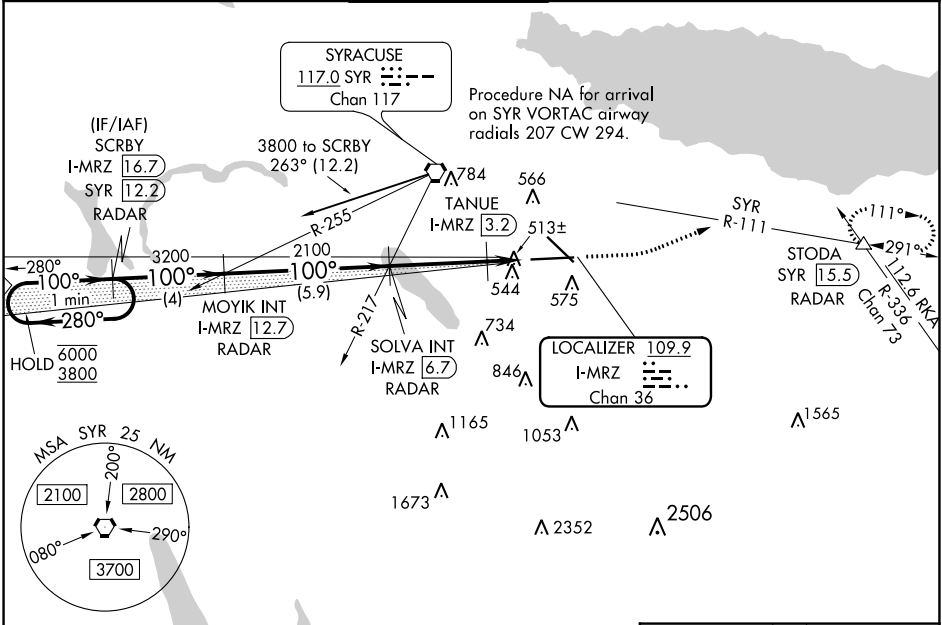 SYRACUSE
117.0 SYR
Chan 117
Procedure NA for arrival
on SYR VORTAC airway
radials 207 CW 294.
(IF/IAF)
SCRBY
I-MRZ 16.7
SYR 12.2
RADAR
3800 to SCRBY
263° (12.2)
R-255
784
566
TANUE
I-MRZ 3.2
513±
SYR
R-111
111°
291°
STODA
SYR 15.5
RADAR
112.6 RKA
R-336
Chan 73
280°
100°
1 min
280°
3200
100°
(4)
2100
100°
(5.9)
HOLD 6000
3800
MOYIK INT
I-MRZ 12.7
RADAR
R-217
SOLVA INT
I-MRZ 6.7
RADAR
544
575
734
846
LOCALIZER 109.9
I-MRZ
Chan 36
1165
1053
1565
1673
2352
2506
MSA SYR 25 NM
200°
2100
2800
080°
290°
3700